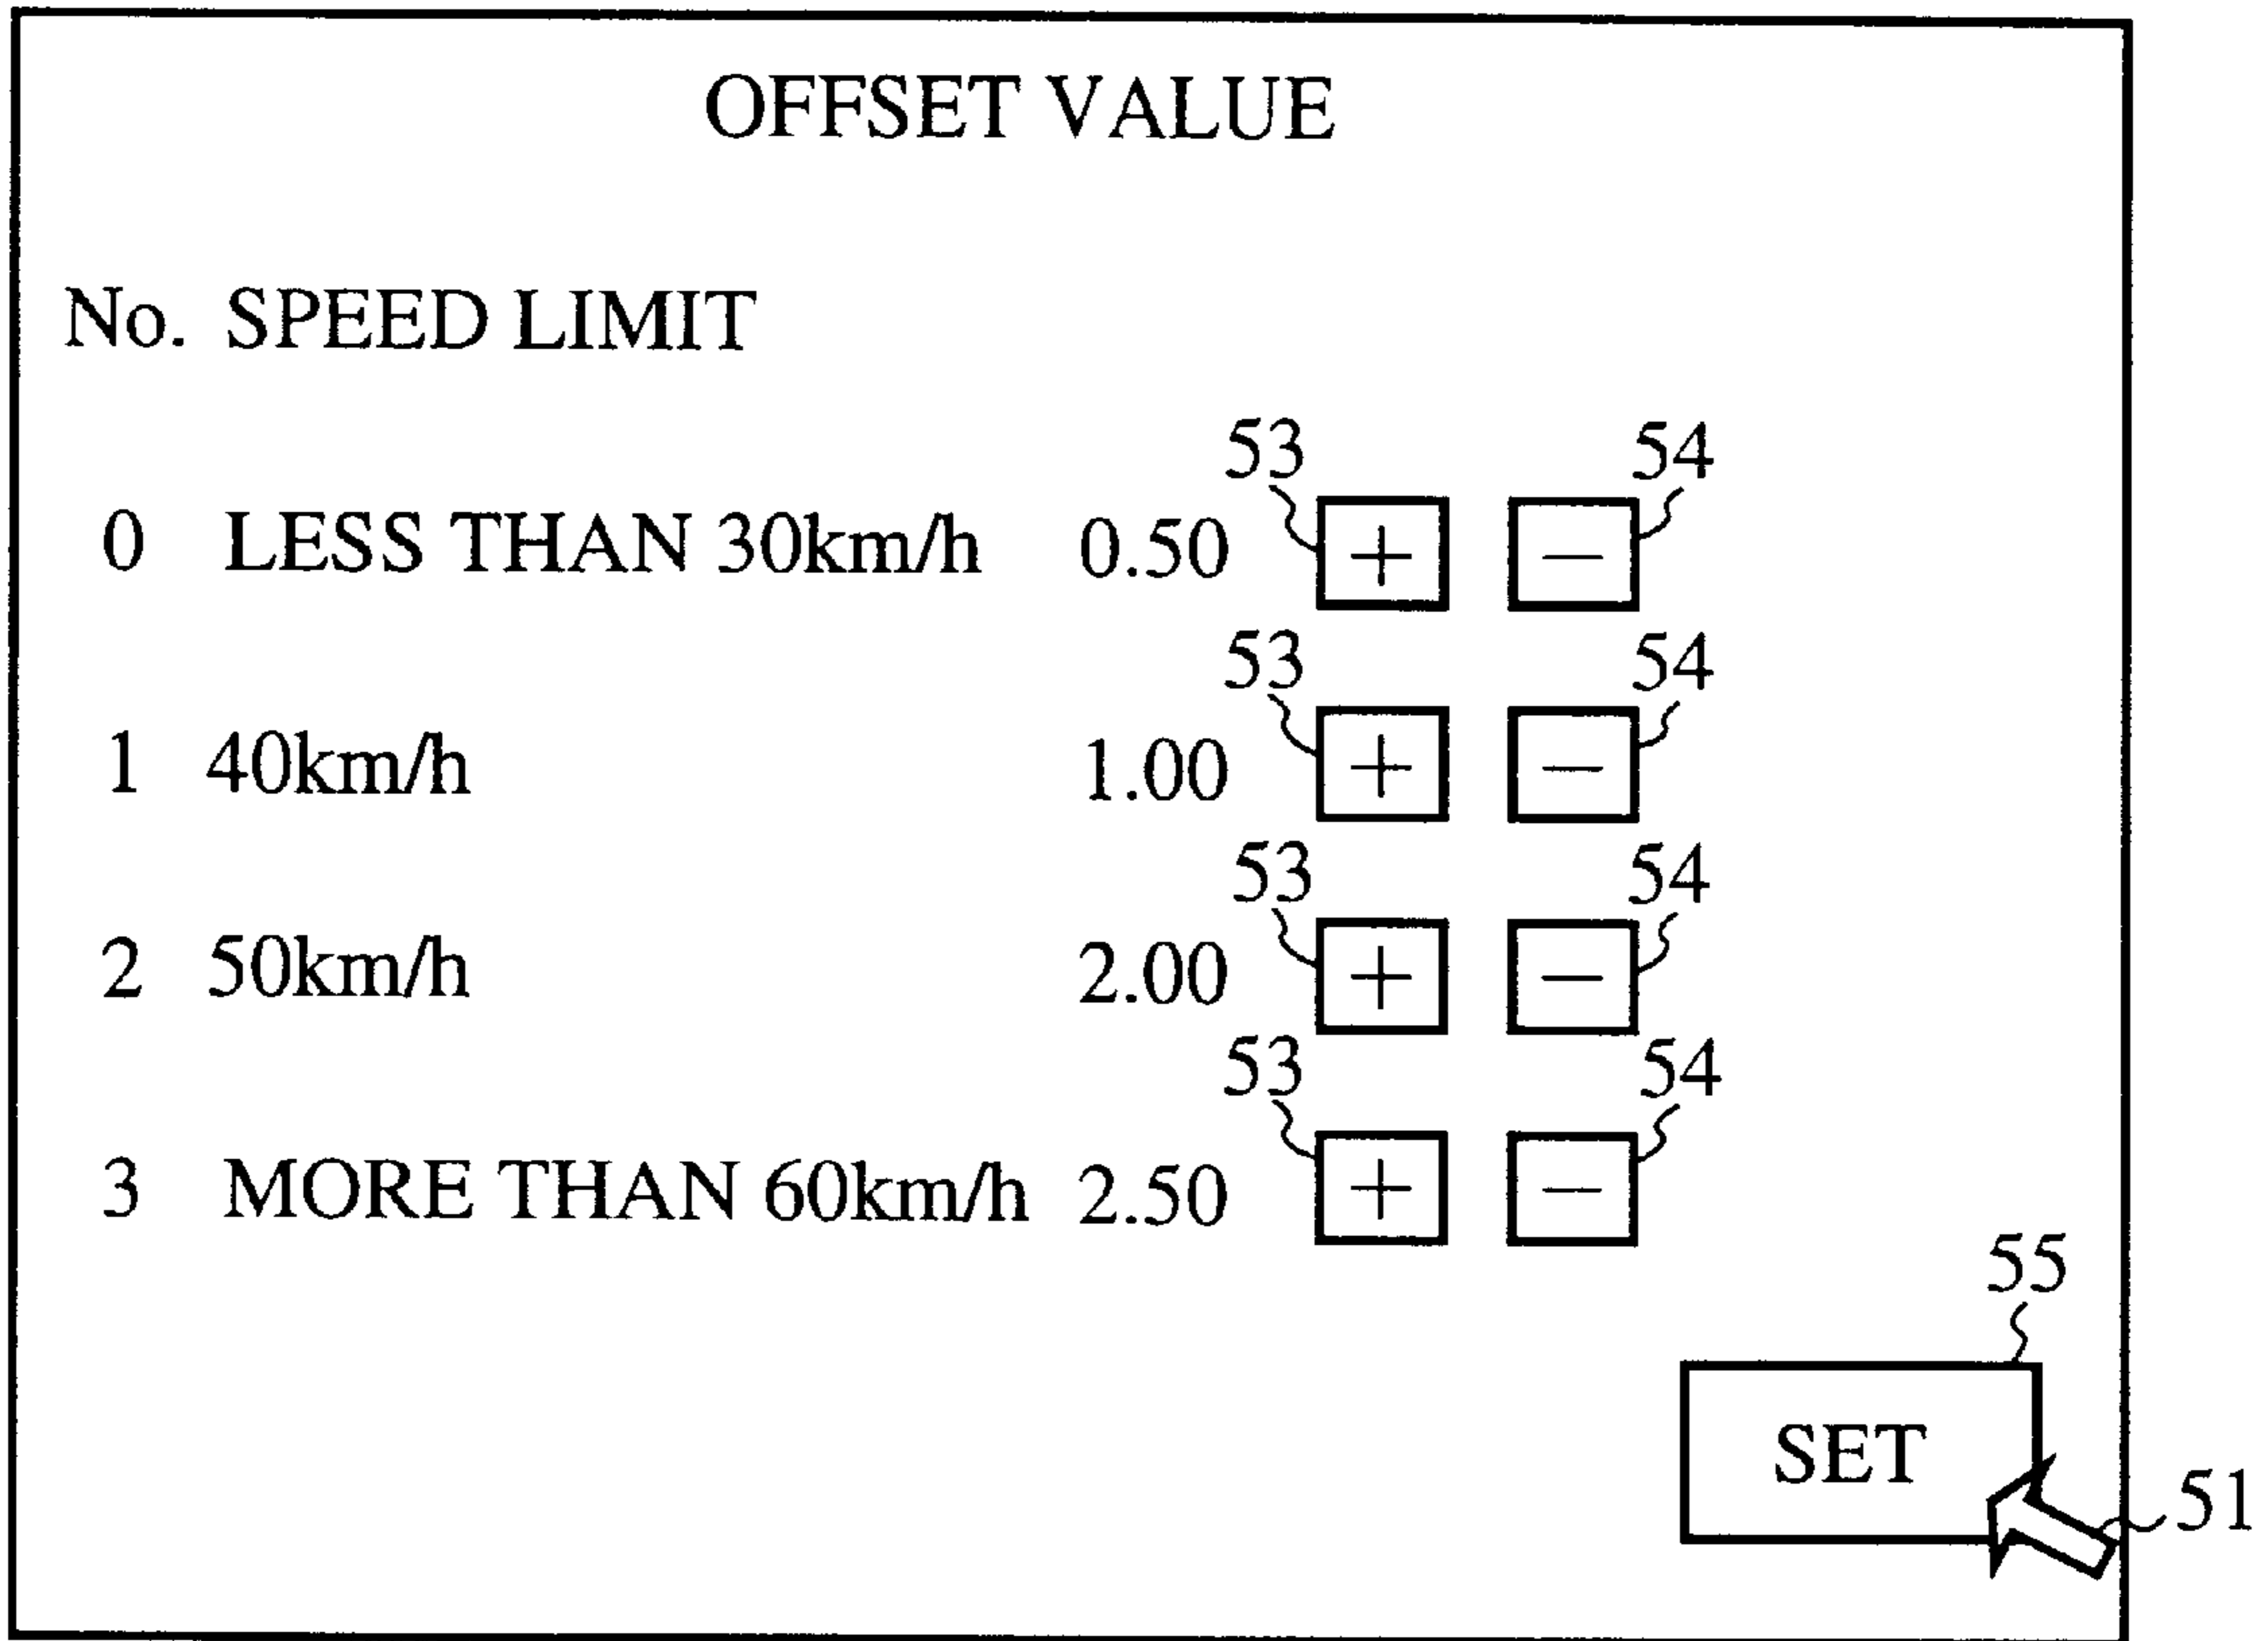 OFFSET VALUE
No. SPEED LIMIT
53 54
0 LESS THAN 30km/h 0.50 + −
53 54
1 40km/h 1.00 + −
53 54
2 50km/h 2.00 + −
53 54
3 MORE THAN 60km/h 2.50 + −
55
SET
51